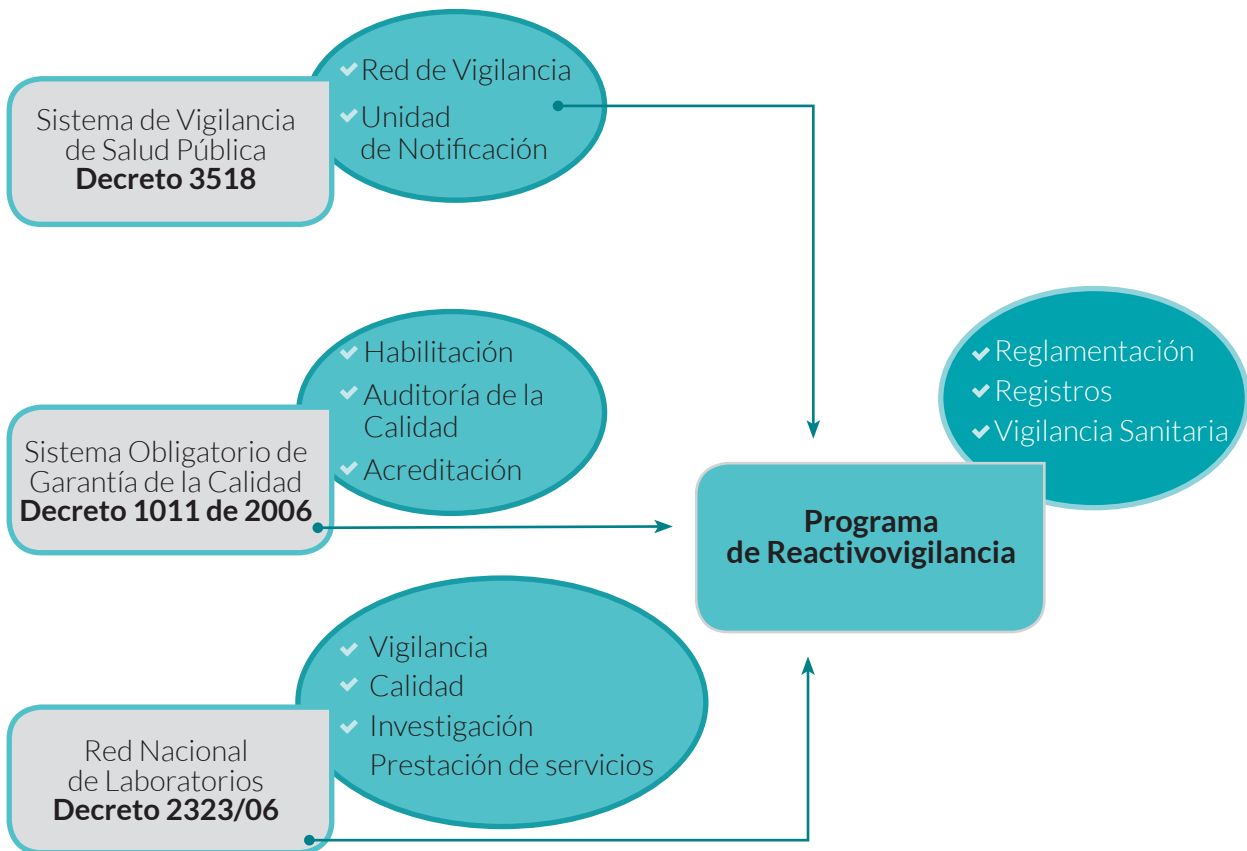 Sistema de Vigilancia
de Salud Pública
Decreto 3518
Red de Vigilancia
Unidad
de Notificación
Sistema Obligatorio de
Garantía de la Calidad
Decreto 1011 de 2006
Habilitación
Auditoría de la
Calidad
Acreditación
Red Nacional
de Laboratorios
Decreto 2323/06
Vigilancia
Calidad
Investigación
Prestación de servicios
Programa
de Reactivovigilancia
Reglamentación
Registros
Vigilancia Sanitaria